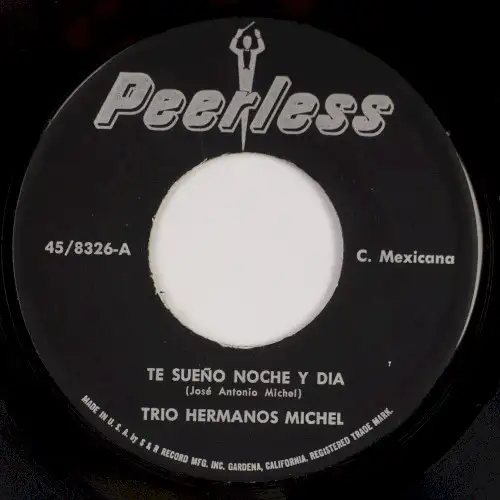 Peerless
45/8326-A
C. Mexicana
TE SUEÑO NOCHE Y DIA
(José Antonio Michel)
TRIO HERMANOS MICHEL
MADE IN U.S.A. by S & R RECORD MFG. INC. GARDENA, CALIFORNIA. REGISTERED TRADE MARK.